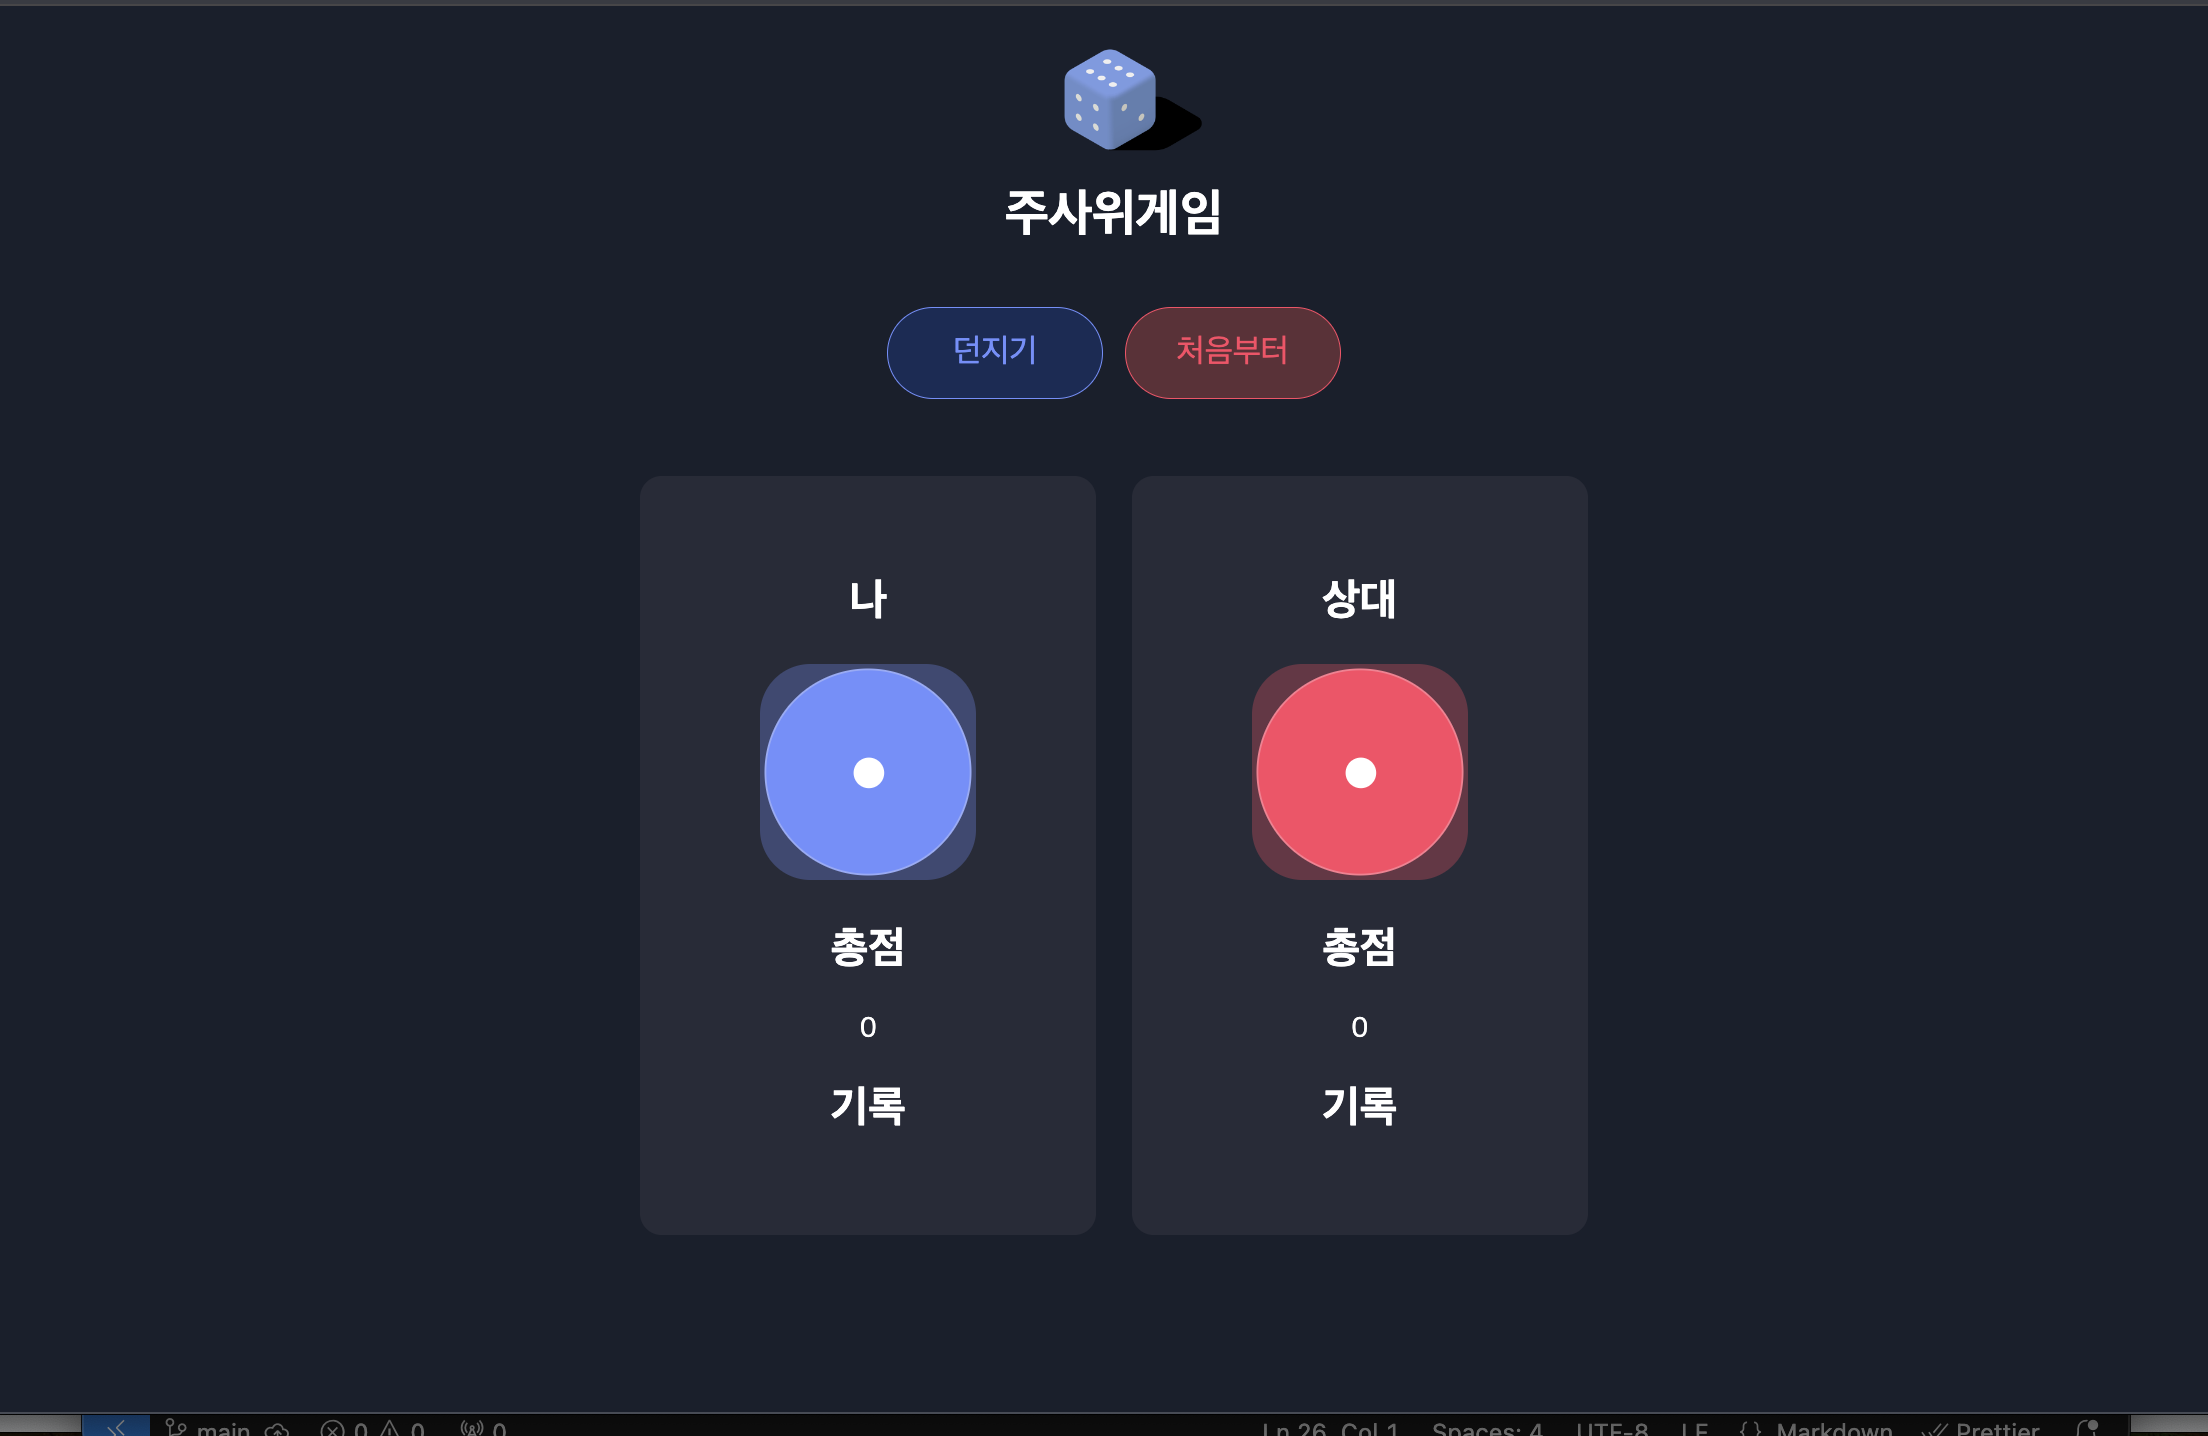 주사위게임
던지기 처음부터
나 상대
총점 총점
0 0
기록 기록
main 0 0 0 Ln 26, Col 1 Spaces: 4 UTF-8 LF {} Markdown Prettier